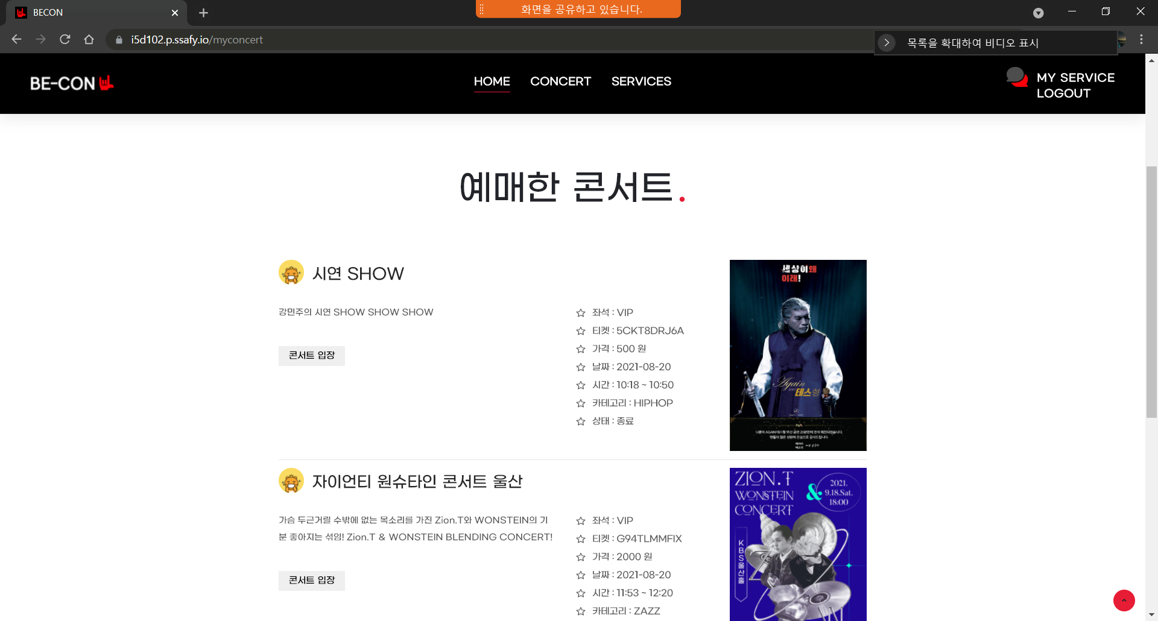 BECON
화면을 공유하고 있습니다.
i5d102.p.ssafy.io/myconcert
목록을 확대하여 비디오 표시
BE-CON
HOME
CONCERT
SERVICES
MY SERVICE
LOGOUT
예매한 콘서트.
시연 SHOW
강민주의 시연 SHOW SHOW SHOW
콘서트 입장
좌석 : VIP
티켓 : 5CKT8DRJ6A
가격 : 500 원
날짜 : 2021-08-20
시간 : 10:18 ~ 10:50
카테고리 : HIPHOP
상태 : 종료
세상이 왜
이래!
Again
테스형
자이언티 원슈타인 콘서트 울산
가슴 두근거릴 수밖에 없는 목소리를 가진 Zion.T와 WONSTEIN의 기
분 좋아지는 섞임! Zion.T & WONSTEIN BLENDING CONCERT!
콘서트 입장
좌석 : VIP
티켓 : G94TLMMFIX
가격 : 2000 원
날짜 : 2021-08-20
시간 : 11:53 ~ 12:20
카테고리 : ZAZZ
ZION.T
WONSTEIN
CONCERT
&
2021.
9.18.Sat.
18:00
KBS울산홀